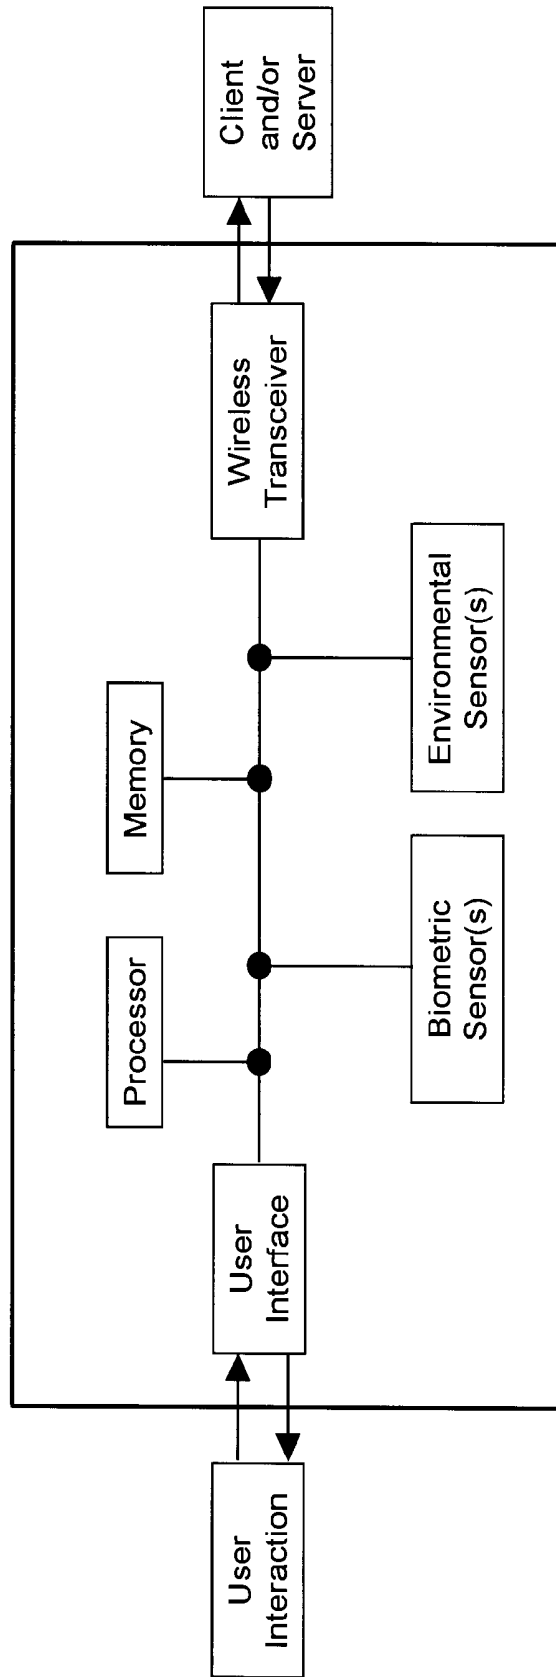 User
Interaction
User
Interface
Processor
Memory
Biometric
Sensor(s)
Environmental
Sensor(s)
Wireless
Transceiver
Client
and/or
Server